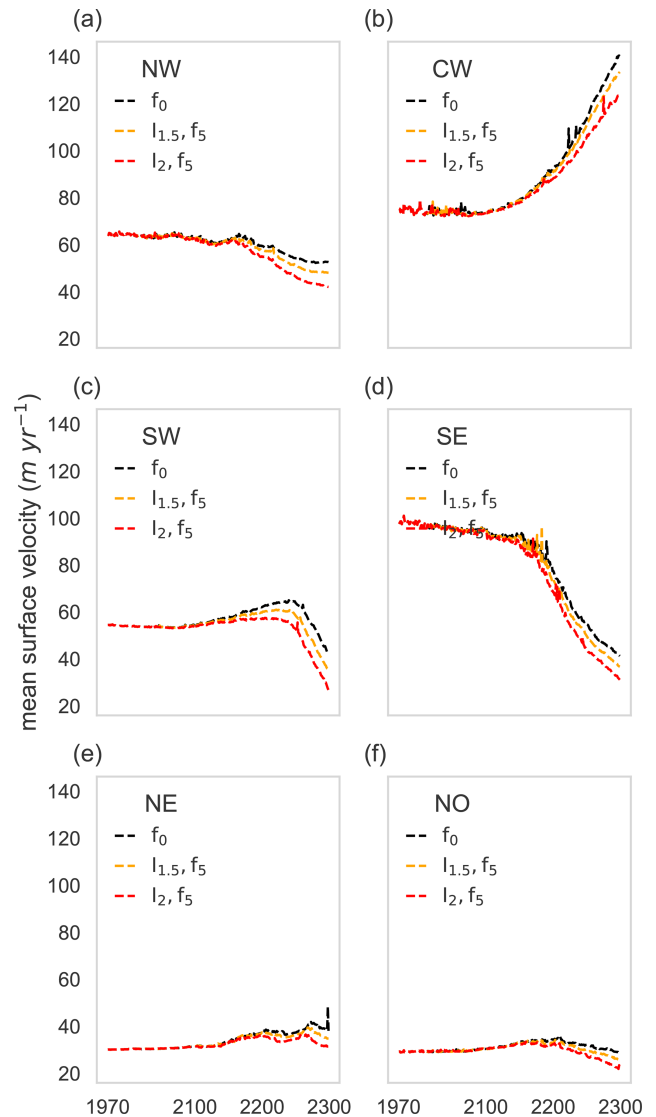 (a) (b)
NW CW
f0 f0
I1.5, f5 I1.5, f5
I2, f5 I2, f5
140
120
100
80
60
40
20
(c) (d)
SW SE
f0 f0
I1.5, f5 I1.5, f5
I2, f5 I2, f5
140
120
100
80
60
40
20
mean surface velocity (m yr−1)
(e) (f)
NE NO
f0 f0
I1.5, f5 I1.5, f5
I2, f5 I2, f5
140
120
100
80
60
40
20
1970 2100 2200 2300 1970 2100 2200 2300